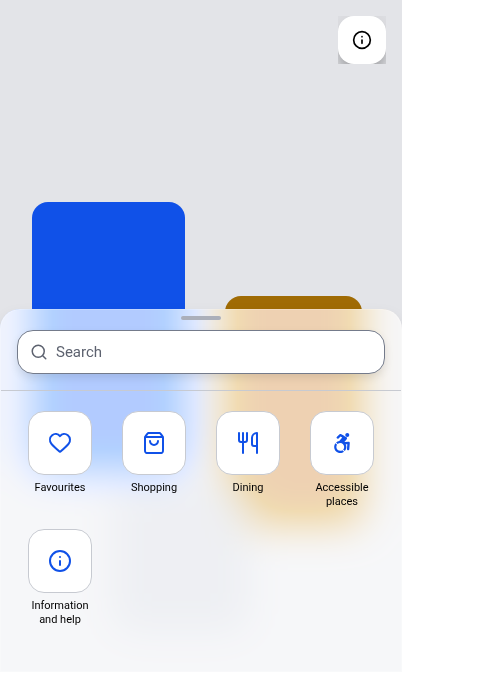 Search
Favourites
Shopping
Dining
Accessible
places
Information
and help